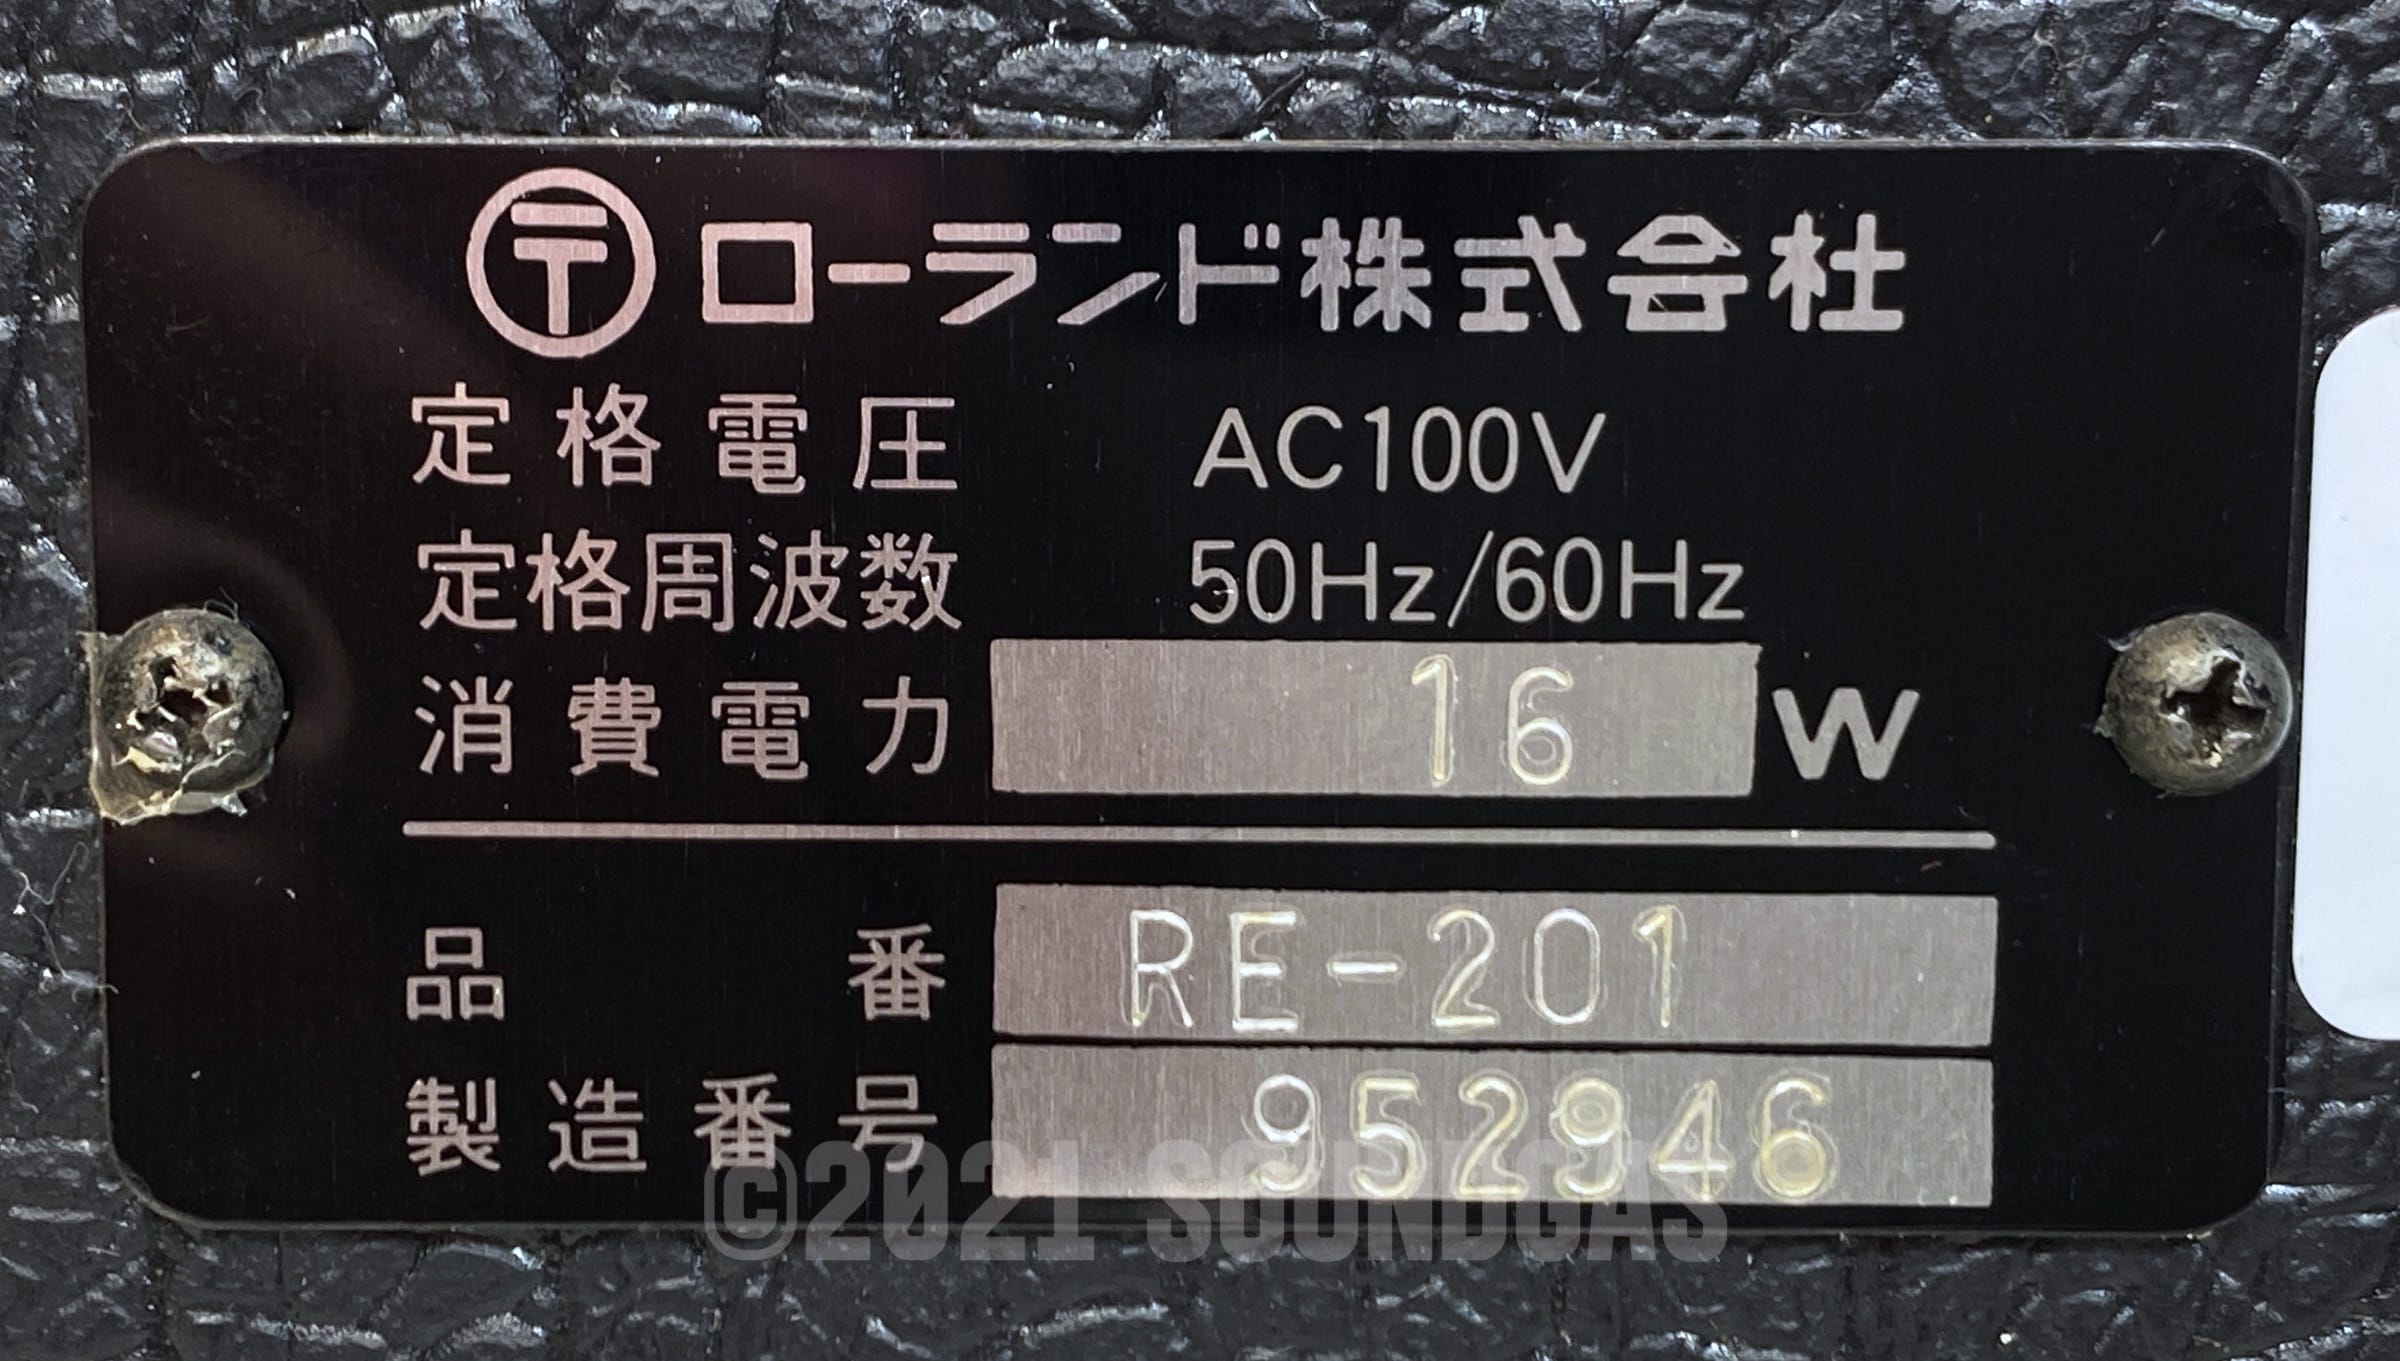 〒ローランド株式会社
定格電圧 AC100V
定格周波数 50Hz/60Hz
消費電力 16 W
品番 RE-201
製造番号 952946
©2021 SOUNDGAS